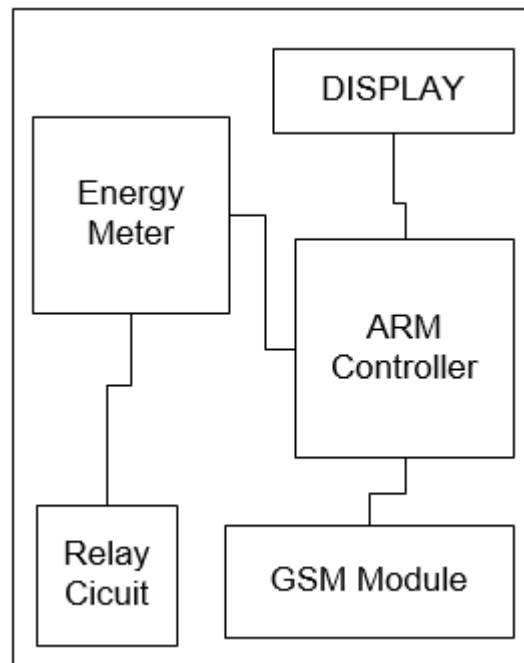 DISPLAY
Energy
Meter
ARM
Controller
Relay
Cicuit
GSM Module